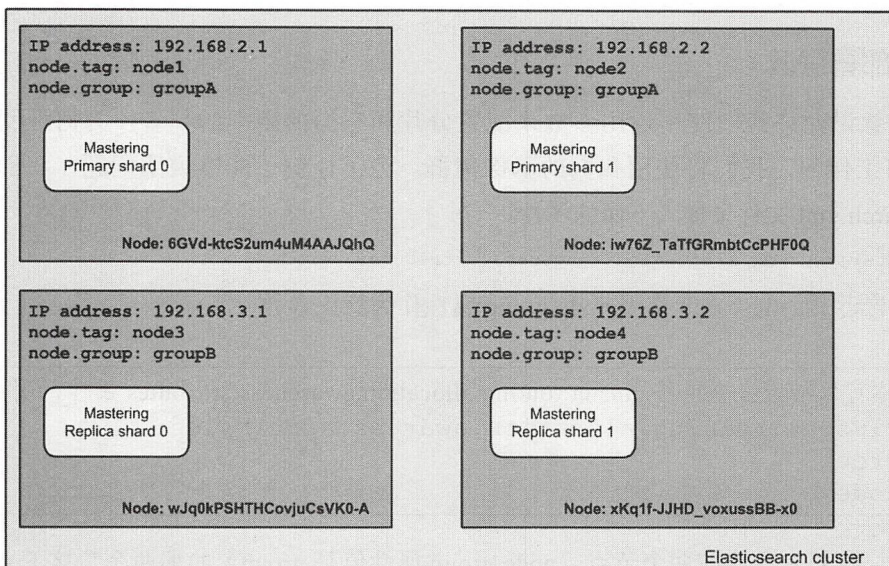 IP address: 192.168.2.1
node.tag: node1
node.group: groupA
Mastering
Primary shard 0
Node: 6GVd-ktcS2um4uM4AAJQhQ
IP address: 192.168.2.2
node.tag: node2
node.group: groupA
Mastering
Primary shard 1
Node: iw76Z_TaTfGRmbtCcPHF0Q
IP address: 192.168.3.1
node.tag: node3
node.group: groupB
Mastering
Replica shard 0
Node: wJq0kPSHTHCovjuCsVK0-A
IP address: 192.168.3.2
node.tag: node4
node.group: groupB
Mastering
Replica shard 1
Node: xKq1f-JJHD_voxussBB-x0
Elasticsearch cluster